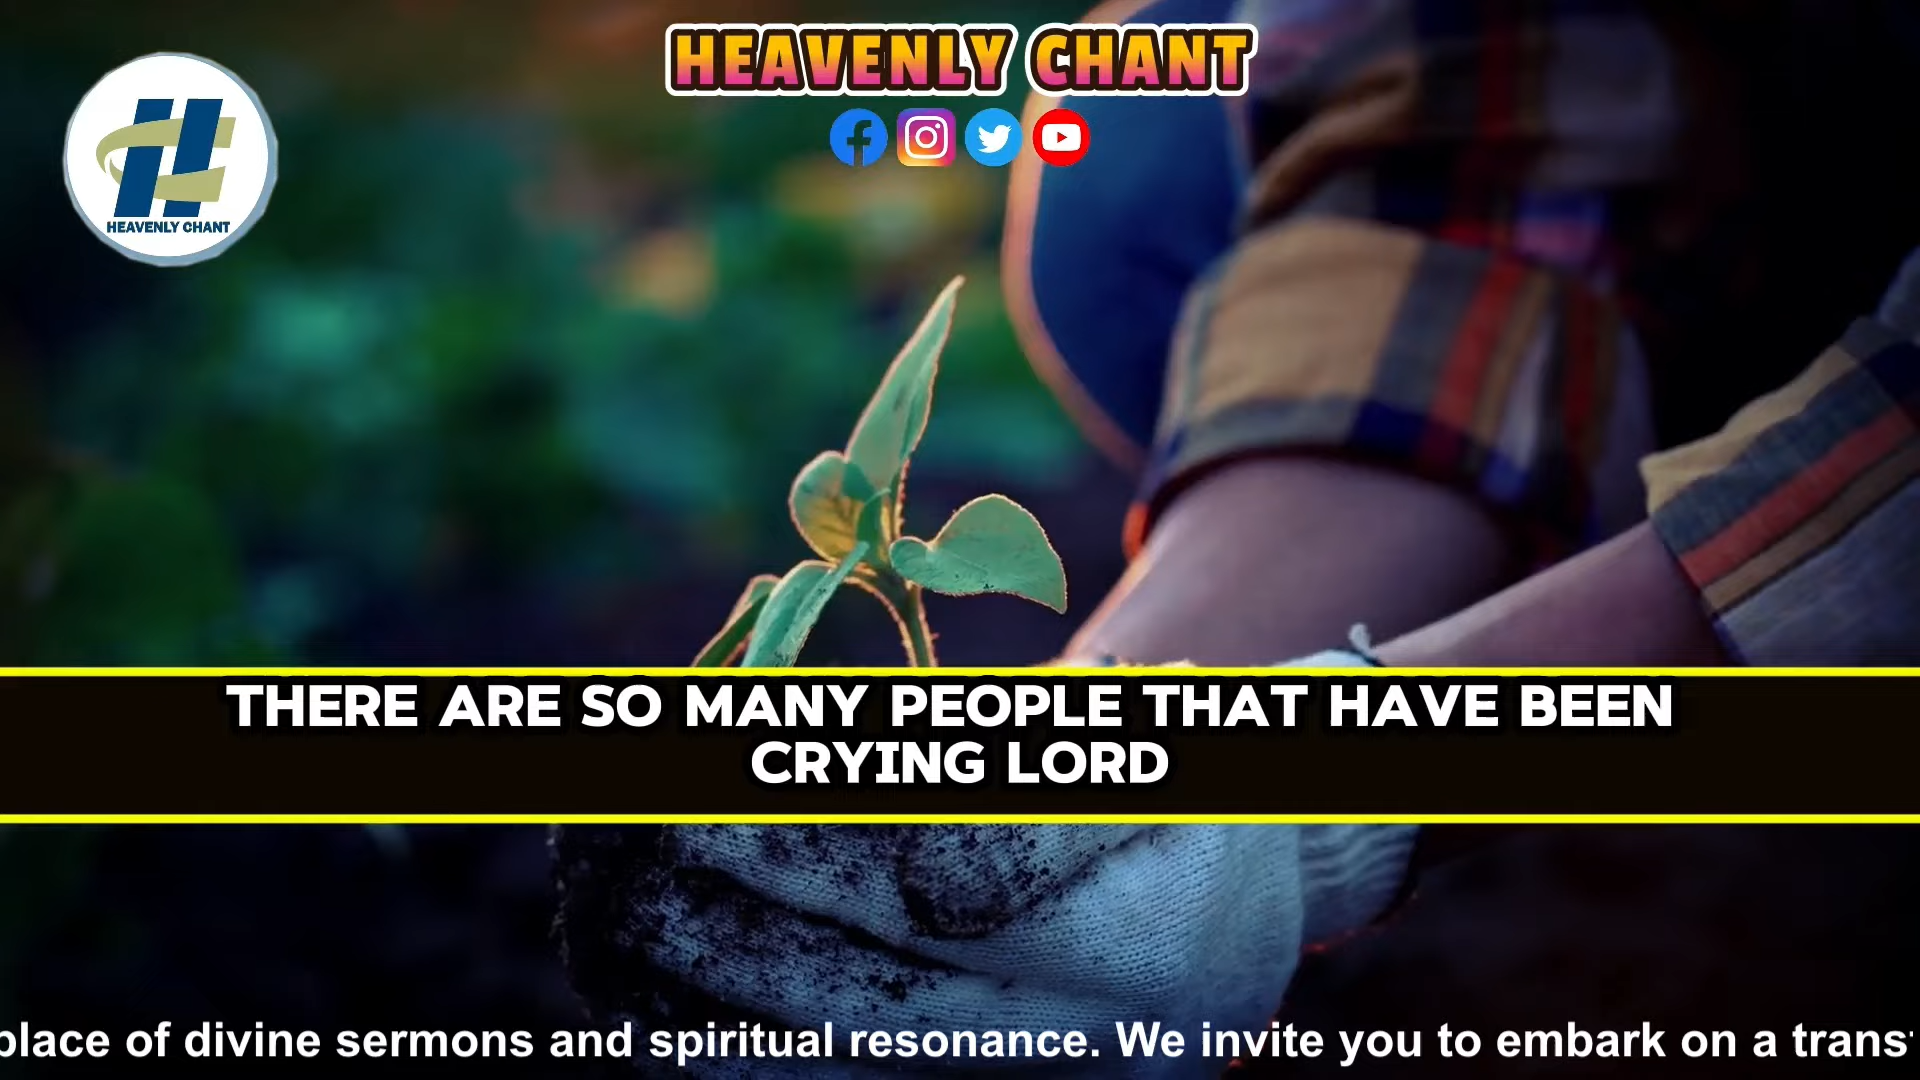 HEAVENLY CHANT
HEAVENLY CHANT
THERE ARE SO MANY PEOPLE THAT HAVE BEEN
CRYING LORD
place of divine sermons and spiritual resonance. We invite you to embark on a